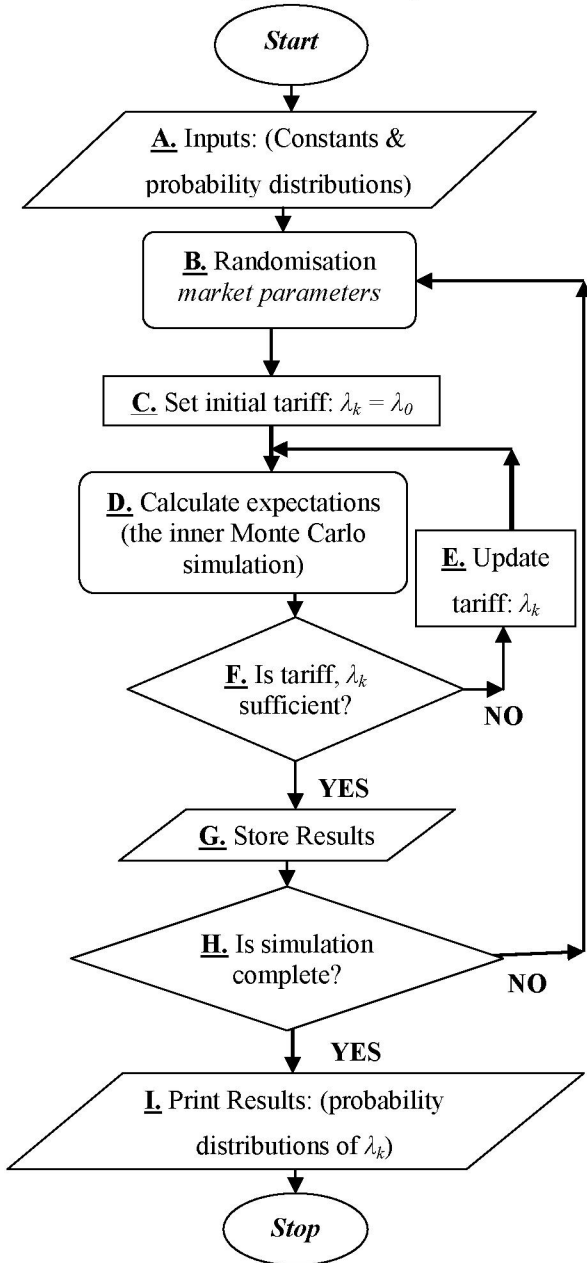 Start
A. Inputs: (Constants &
probability distributions)
B. Randomisation
market parameters
C. Set initial tariff: λk = λ0
D. Calculate expectations
(the inner Monte Carlo
simulation)
E. Update
tariff: λk
F. Is tariff, λk
sufficient?
NO
YES
G. Store Results
H. Is simulation
complete?
NO
YES
I. Print Results: (probability
distributions of λk)
Stop